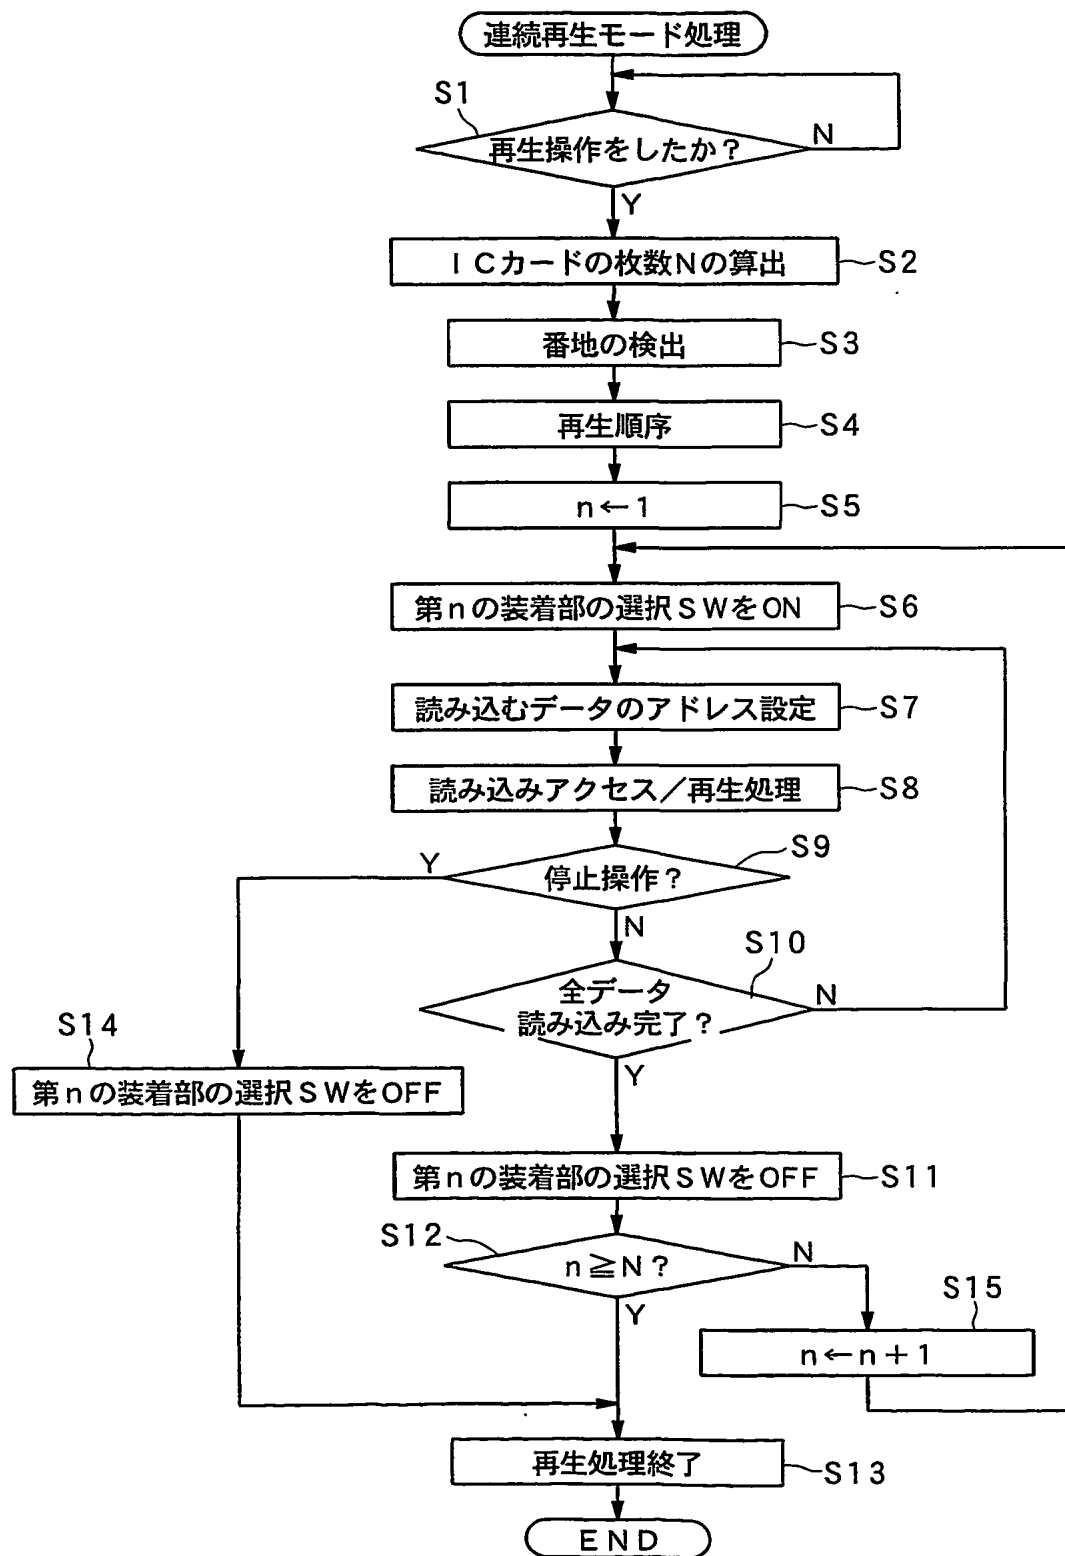 連続再生モード処理
S1
再生操作をしたか？
N
Y
ＩＣカードの枚数Ｎの算出
S2
番地の検出
S3
再生順序
S4
n←1
S5
第ｎの装着部の選択ＳＷをON
S6
読み込むデータのアドレス設定
S7
読み込みアクセス／再生処理
S8
S9
Y
停止操作？
N
S10
全データ
読み込み完了？
N
Y
S14
第ｎの装着部の選択ＳＷをOFF
第ｎの装着部の選択ＳＷをOFF
S11
S12
n≧N？
N
Y
S15
n←n＋1
再生処理終了
S13
END